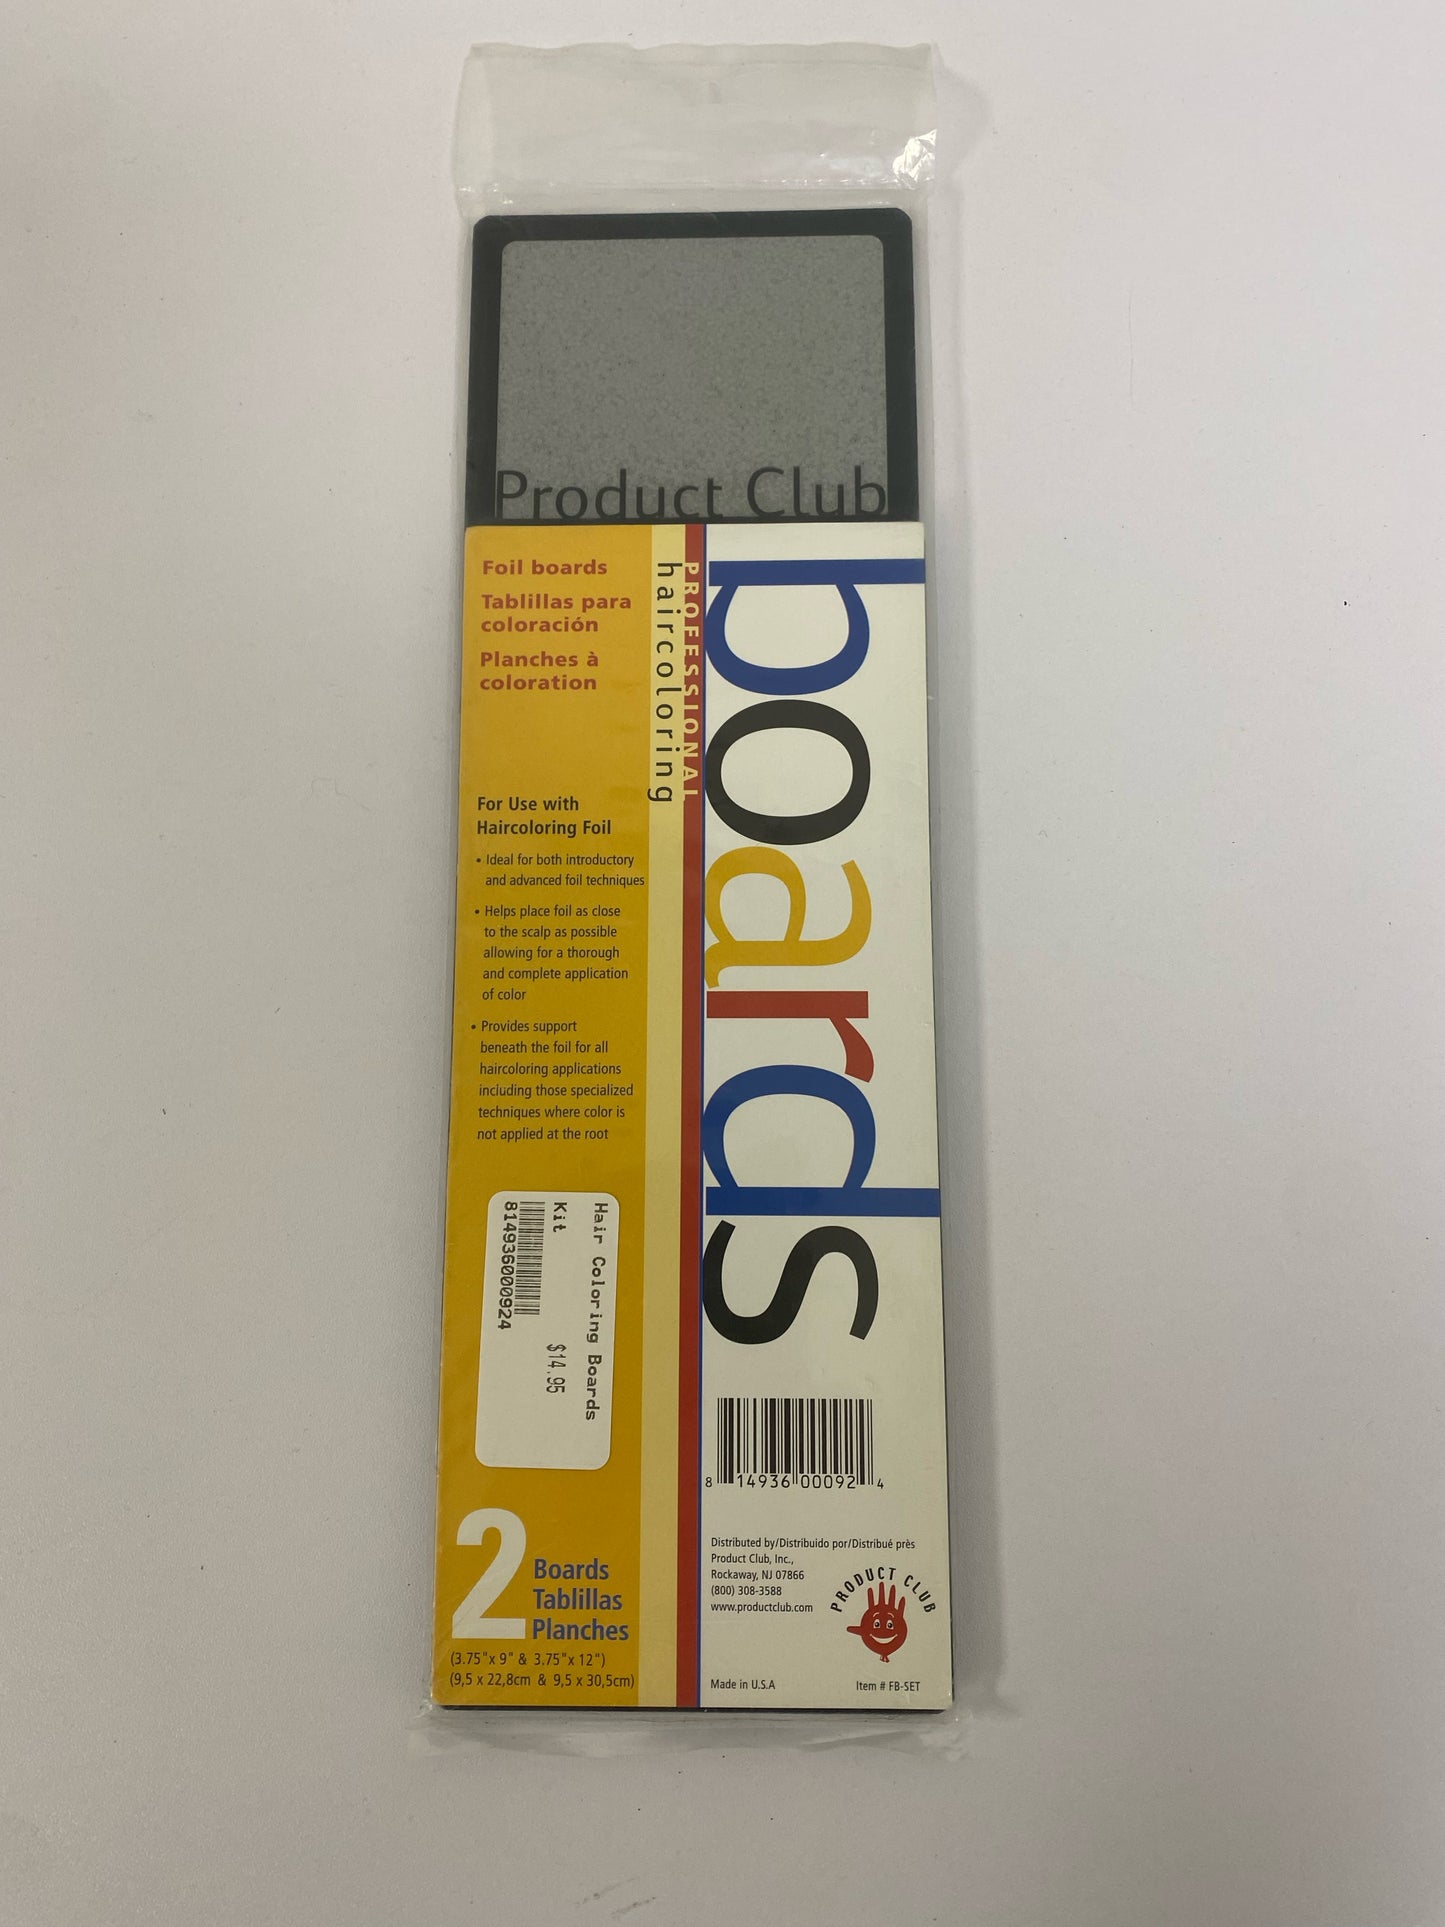 Product Club
Foil boards
Tablillas para
coloración
Planches à
coloration
PROFESSIONAL
haircoloring
boards
For Use with
Haircoloring Foil
• Ideal for both introductory
and advanced foil techniques
• Helps place foil as close
to the scalp as possible
allowing for a thorough
and complete application
of color
• Provides support
beneath the foil for all
haircoloring applications
including those specialized
techniques where color is
not applied at the root
Hair Coloring Boards
Kit $14.95
814936000924
2
Boards
Tablillas
Planches
(3.75"x 9" & 3.75"x 12")
(9,5 x 22,8cm & 9,5 x 30,5cm)
8 14936 00092 4
Distributed by/Distribuido por/Distribué près
Product Club, Inc.,
Rockaway, NJ 07866
(800) 308-3588
www.productclub.com
PRODUCT CLUB
Made in U.S.A
Item # FB-SET